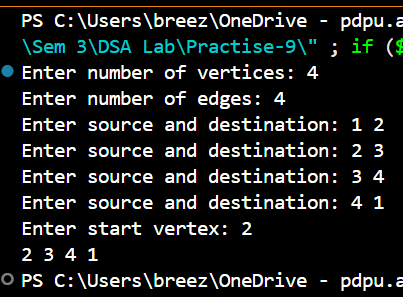 PS C:\Users\breez\OneDrive - pdpu.a
\Sem 3\DSA Lab\Practise-9\" ; if ($
Enter number of vertices: 4
Enter number of edges: 4
Enter source and destination: 1 2
Enter source and destination: 2 3
Enter source and destination: 3 4
Enter source and destination: 4 1
Enter start vertex: 2
2 3 4 1
PS C:\Users\breez\OneDrive - pdpu.a